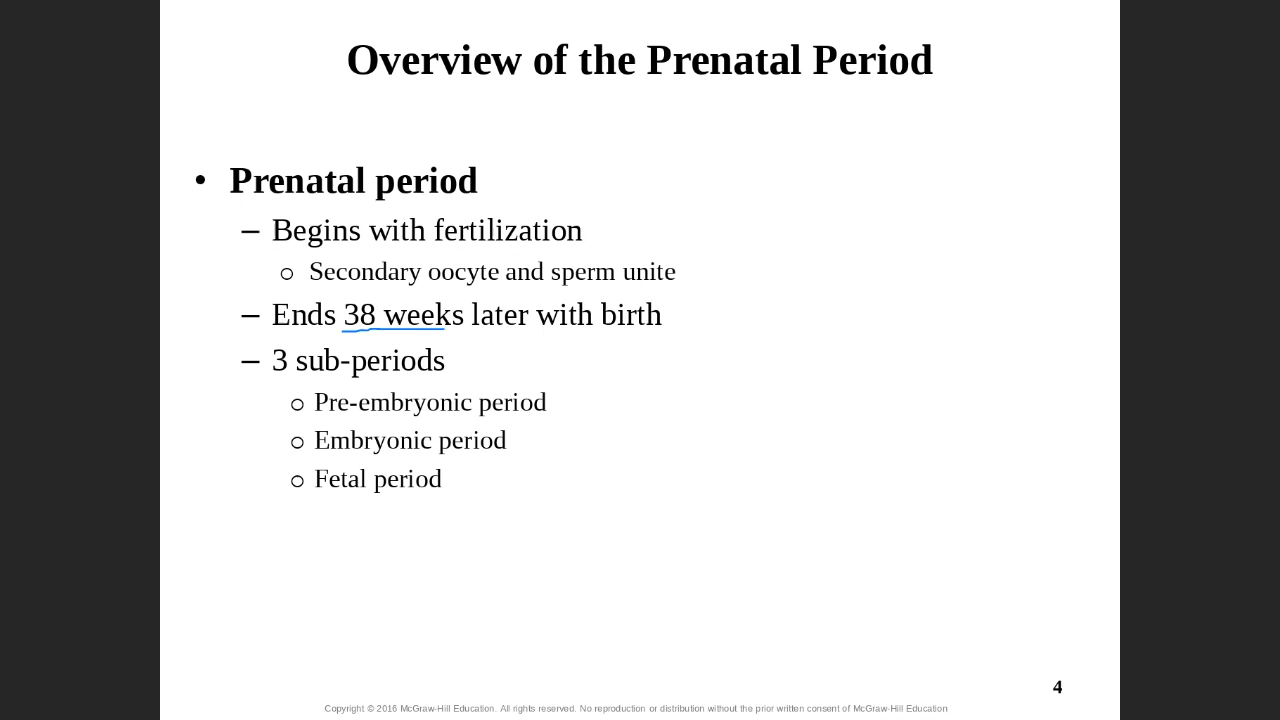 Overview of the Prenatal Period
• Prenatal period
– Begins with fertilization
o Secondary oocyte and sperm unite
– Ends 38 weeks later with birth
– 3 sub-periods
o Pre-embryonic period
o Embryonic period
o Fetal period
4
Copyright © 2016 McGraw-Hill Education. All rights reserved. No reproduction or distribution without the prior written consent of McGraw-Hill Education